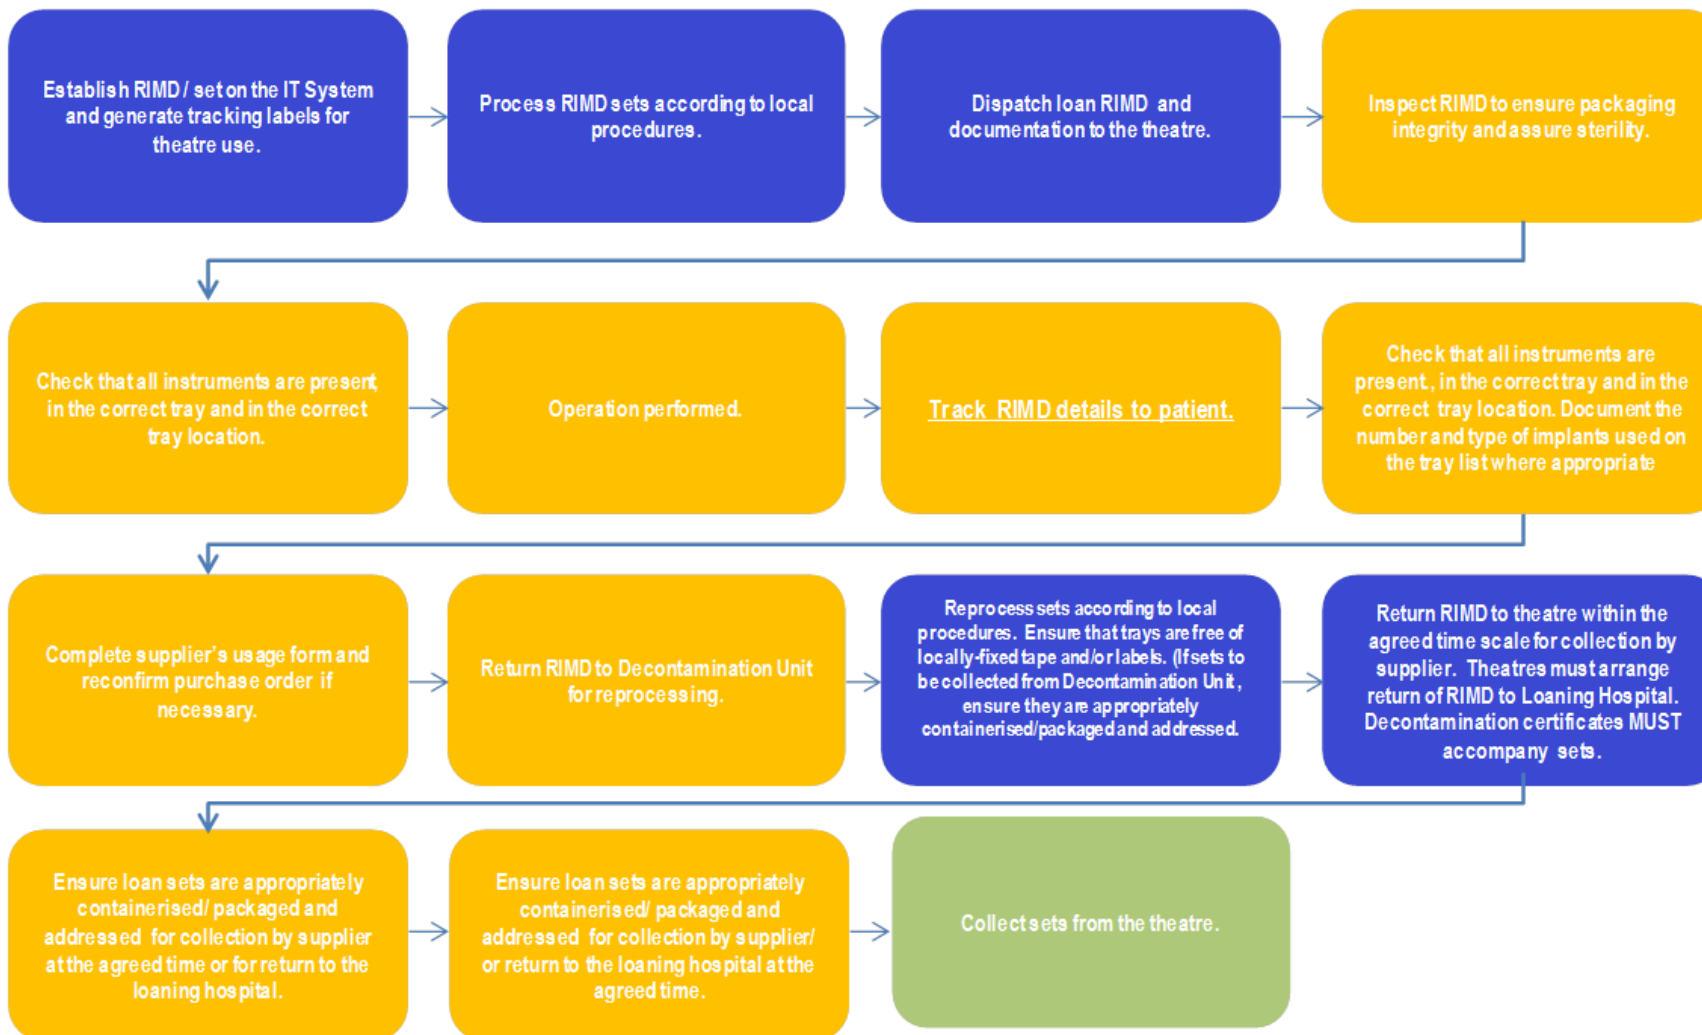 Establish RIMD / set on the IT System
and generate tracking labels for
theatre use.
Process RIMD sets according to local
procedures.
Dispatch loan RIMD and
documentation to the theatre.
Inspect RIMD to ensure packaging
integrity and assure sterility.
Check that all instruments are present,
in the correct tray and in the correct
tray location.
Operation performed.
Track RIMD details to patient.
Check that all instruments are
present., in the correct tray and in the
correct tray location. Document the
number and type of implants used on
the tray list where appropriate
Complete supplier's usage form and
reconfirm purchase order if
necessary.
Return RIMD to Decontamination Unit
for reprocessing.
Reprocess sets according to local
procedures. Ensure that trays are free of
locally-fixed tape and/or labels. (If sets to
be collected from Decontamination Unit,
ensure they are appropriately
containerised/packaged and addressed.
Return RIMD to theatre within the
agreed time scale for collection by
supplier. Theatres must arrange
return of RIMD to Loaning Hospital.
Decontamination certificates MUST
accompany sets.
Ensure loan sets are appropriately
containerised/ packaged and
addressed for collection by supplier
at the agreed time or for return to the
loaning hospital.
Ensure loan sets are appropriately
containerised/ packaged and
addressed for collection by supplier/
or return to the loaning hospital at the
agreed time.
Collect sets from the theatre.